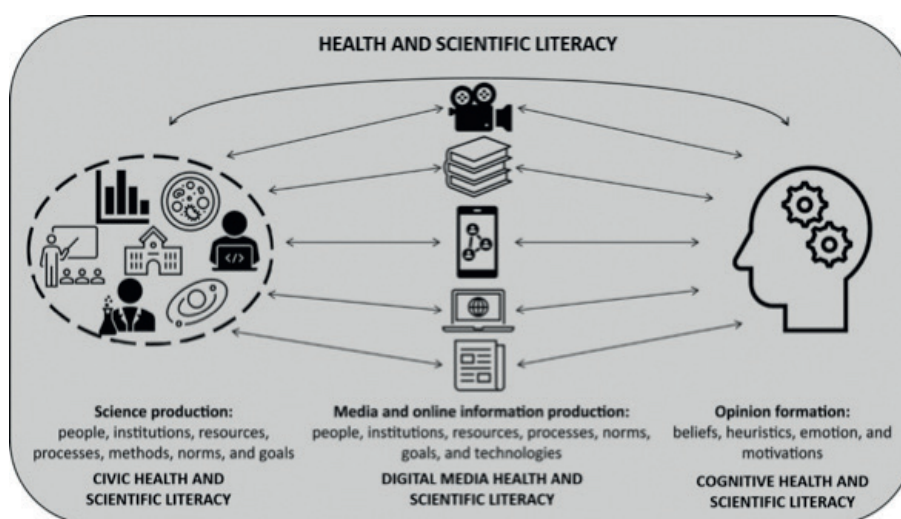 HEALTH AND SCIENTIFIC LITERACY
</>
Science production:
people, institutions, resources,
processes, methods, norms, and goals
CIVIC HEALTH AND
SCIENTIFIC LITERACY
Media and online information production:
people, institutions, resources, processes, norms,
goals, and technologies
DIGITAL MEDIA HEALTH AND
SCIENTIFIC LITERACY
Opinion formation:
beliefs, heuristics, emotion, and
motivations
COGNITIVE HEALTH AND
SCIENTIFIC LITERACY